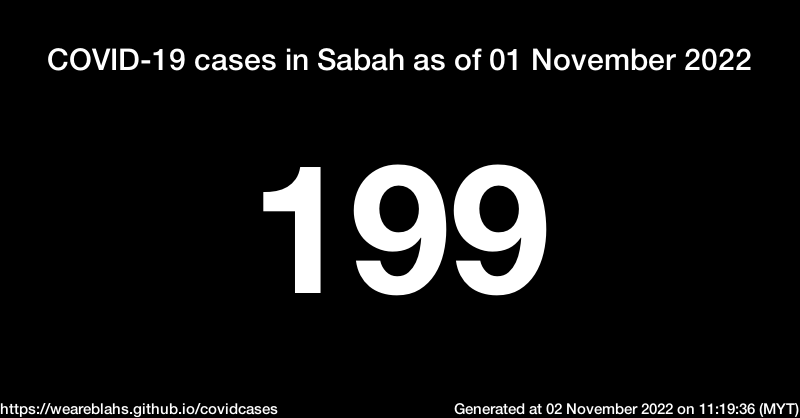 COVID-19 cases in Sabah as of 01 November 2022
199
https://weareblahs.github.io/covidcases
Generated at 02 November 2022 on 11:19:36 (MYT)